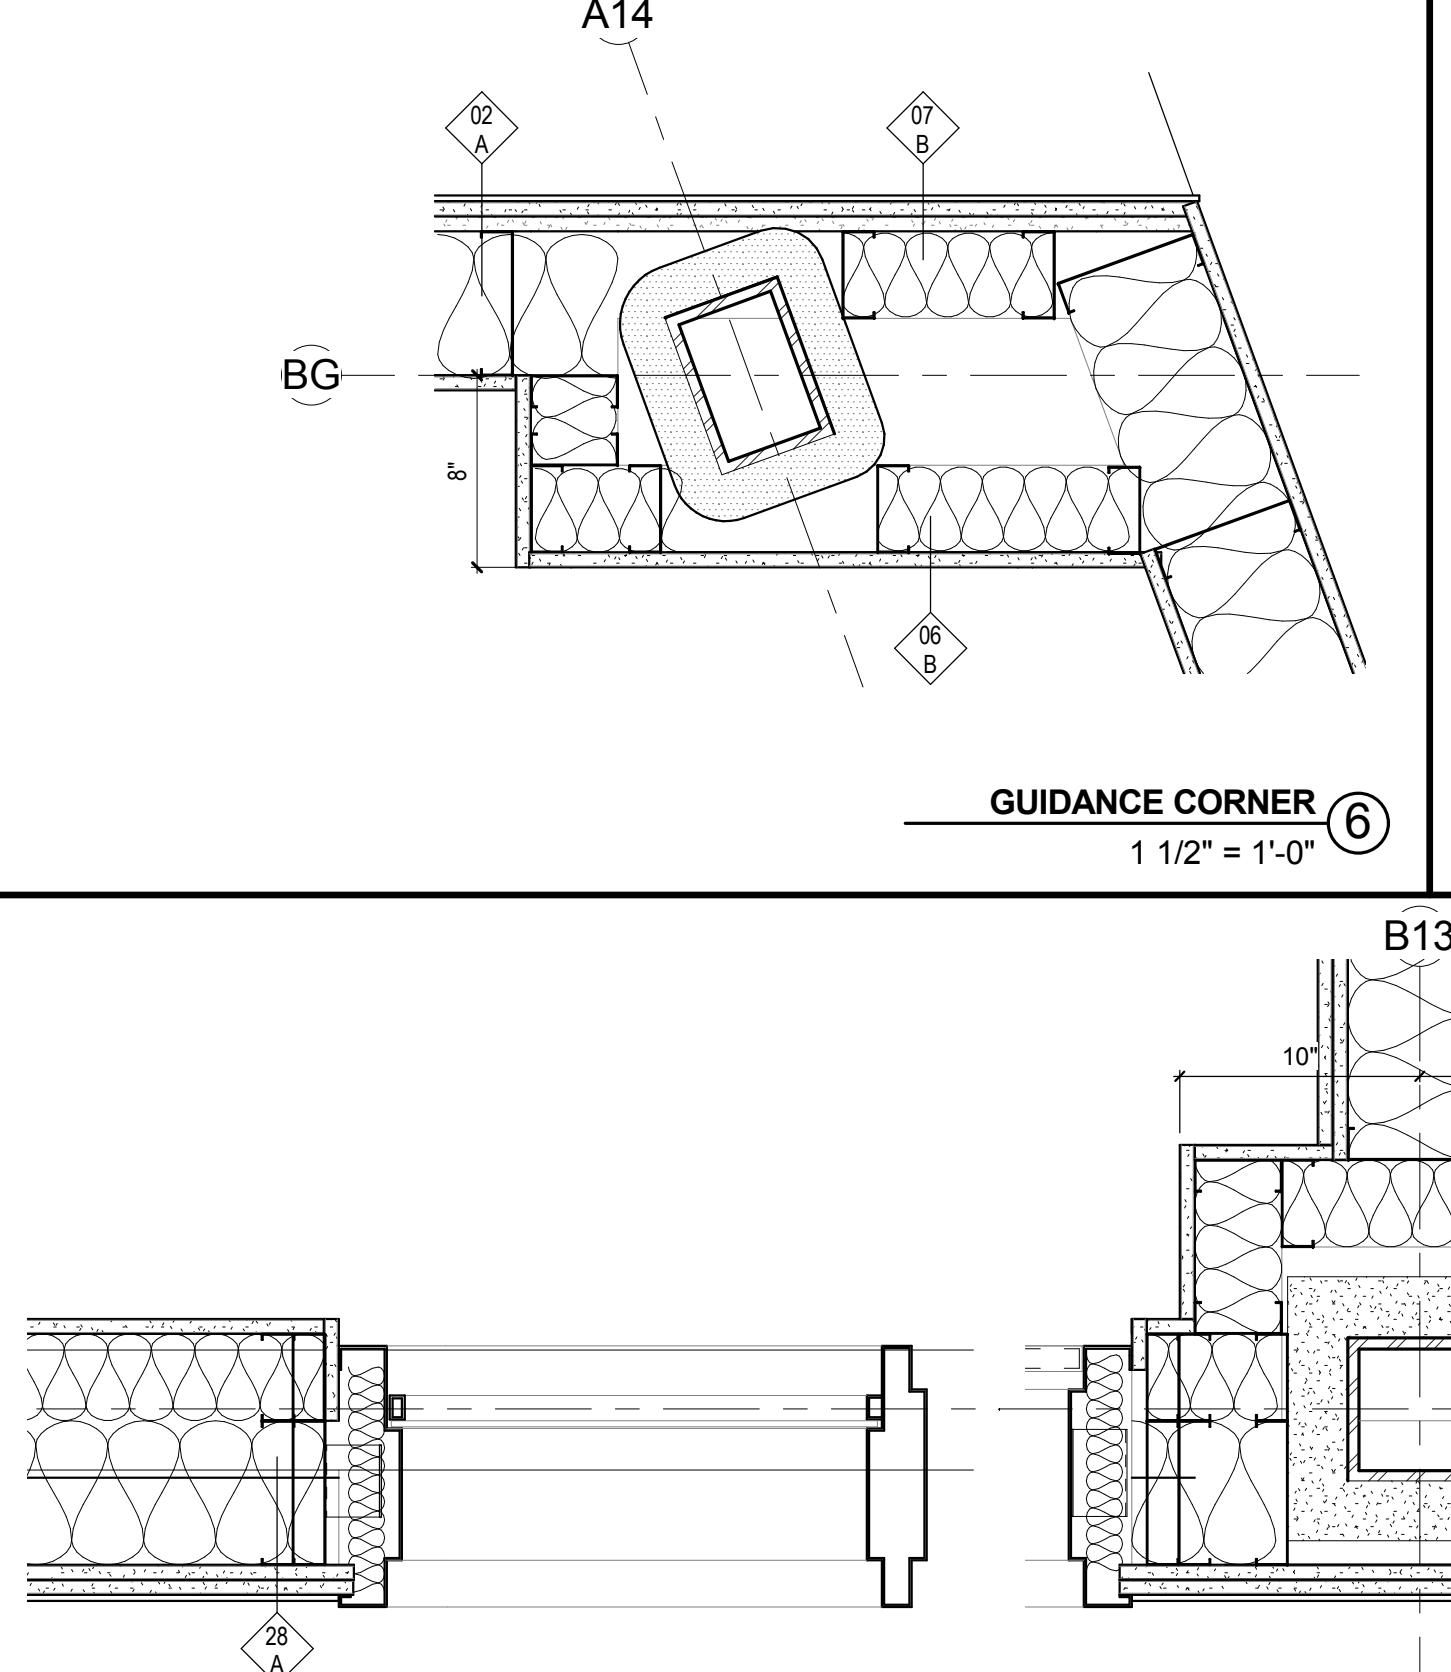 A14
02
A
07
B
BG
8"
06
B
GUIDANCE CORNER
6
1 1/2" = 1'-0"
B13
10"
28
A